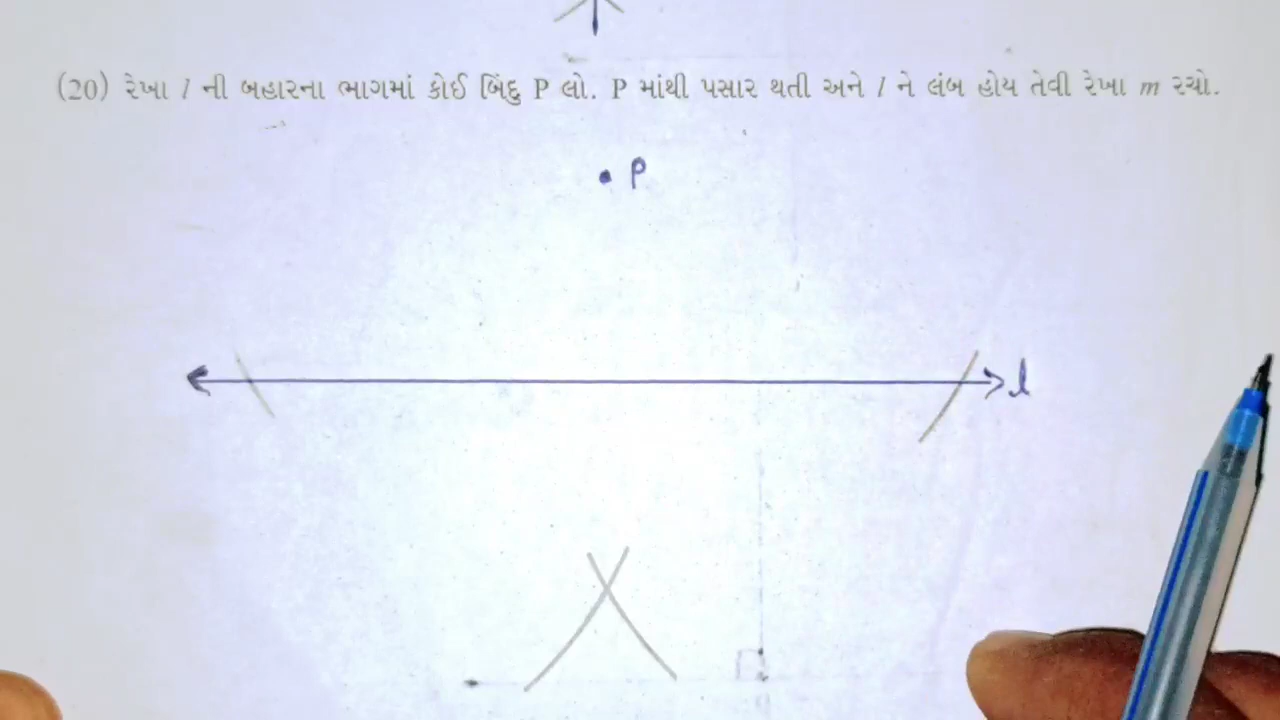 (20) રેખા l ની બહારના ભાગમાં કોઈ બિંદુ P લો. P માંથી પસાર થતી અને l ને લંબ હોય તેવી રેખા m રચો.
P
l